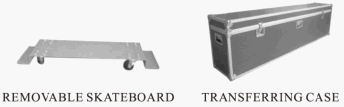 REMOVABLE SKATEBOARD
TRANSFERRING CASE